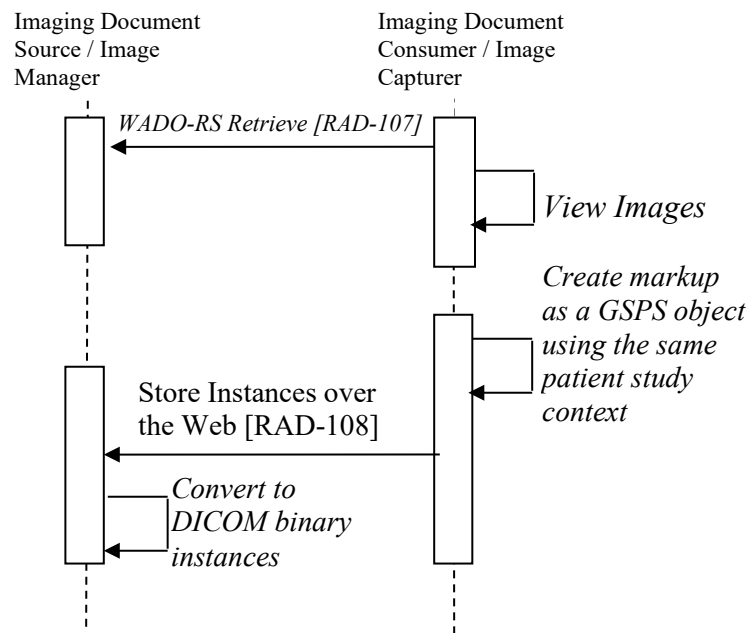 Imaging Document
Source / Image
Manager
Imaging Document
Consumer / Image
Capturer
WADO-RS Retrieve [RAD-107]
View Images
Create markup
as a GSPS object
using the same
patient study
context
Store Instances over
the Web [RAD-108]
Convert to
DICOM binary
instances